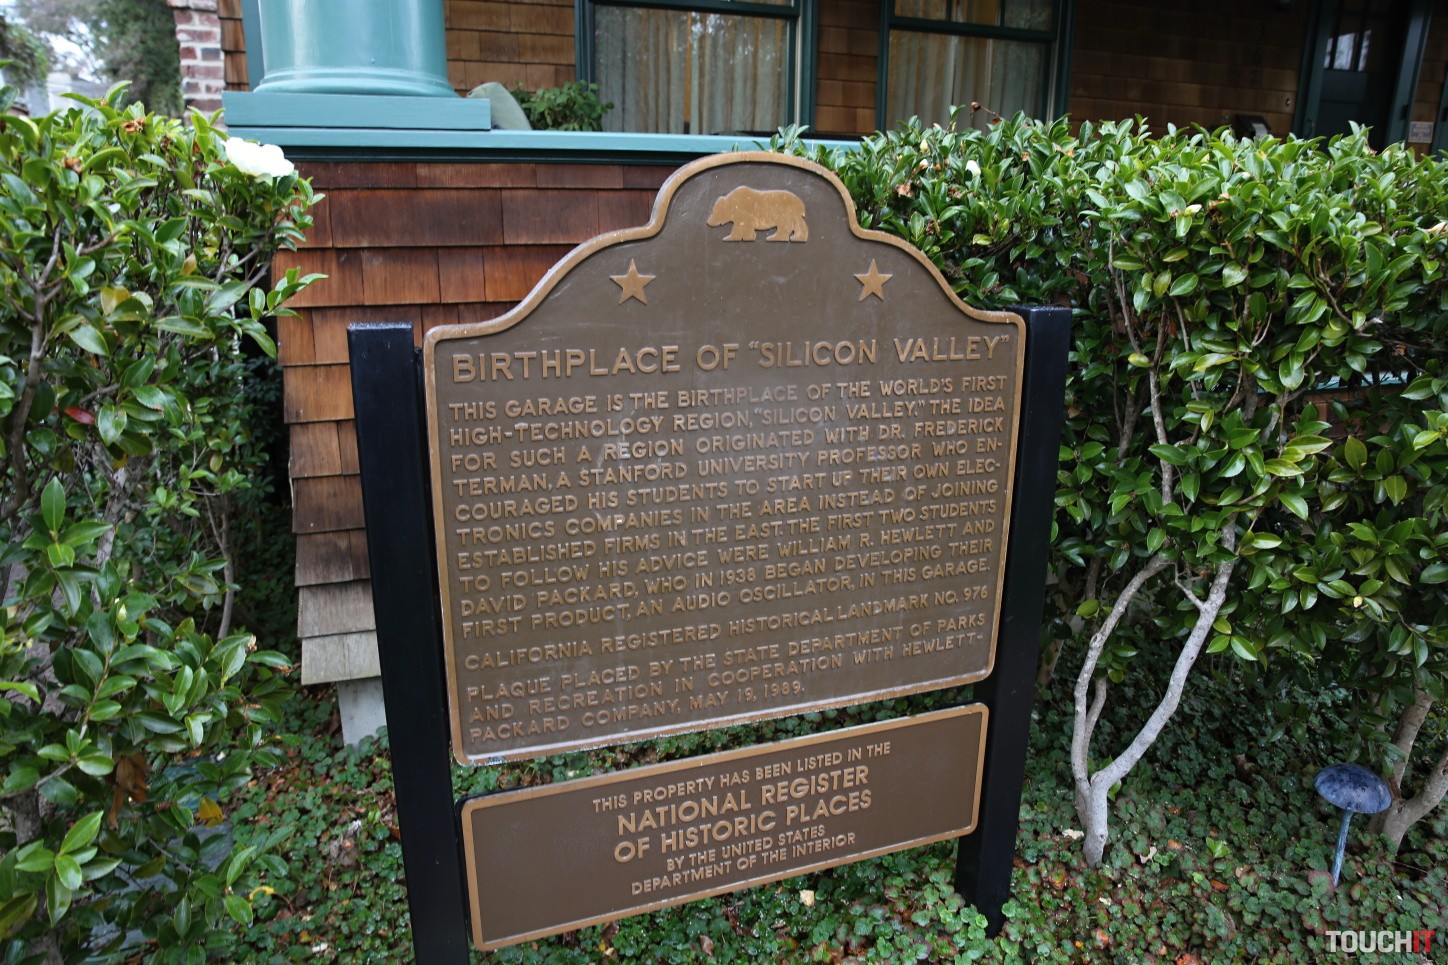 BIRTHPLACE OF "SILICON VALLEY"
THIS GARAGE IS THE BIRTHPLACE OF THE WORLD'S FIRST
HIGH-TECHNOLOGY REGION, "SILICON VALLEY." THE IDEA
FOR SUCH A REGION ORIGINATED WITH DR. FREDERICK
TERMAN, A STANFORD UNIVERSITY PROFESSOR WHO EN-
COURAGED HIS STUDENTS TO START UP THEIR OWN ELEC-
TRONICS COMPANIES IN THE AREA INSTEAD OF JOINING
ESTABLISHED FIRMS IN THE EAST. THE FIRST TWO STUDENTS
TO FOLLOW HIS ADVICE WERE WILLIAM R. HEWLETT AND
DAVID PACKARD, WHO IN 1938 BEGAN DEVELOPING THEIR
FIRST PRODUCT, AN AUDIO OSCILLATOR, IN THIS GARAGE.
CALIFORNIA REGISTERED HISTORICAL LANDMARK NO. 976
PLAQUE PLACED BY THE STATE DEPARTMENT OF PARKS
AND RECREATION IN COOPERATION WITH HEWLETT-
PACKARD COMPANY, MAY 19, 1989.
THIS PROPERTY HAS BEEN LISTED IN THE
NATIONAL REGISTER
OF HISTORIC PLACES
BY THE UNITED STATES
DEPARTMENT OF THE INTERIOR
TOUCHIT